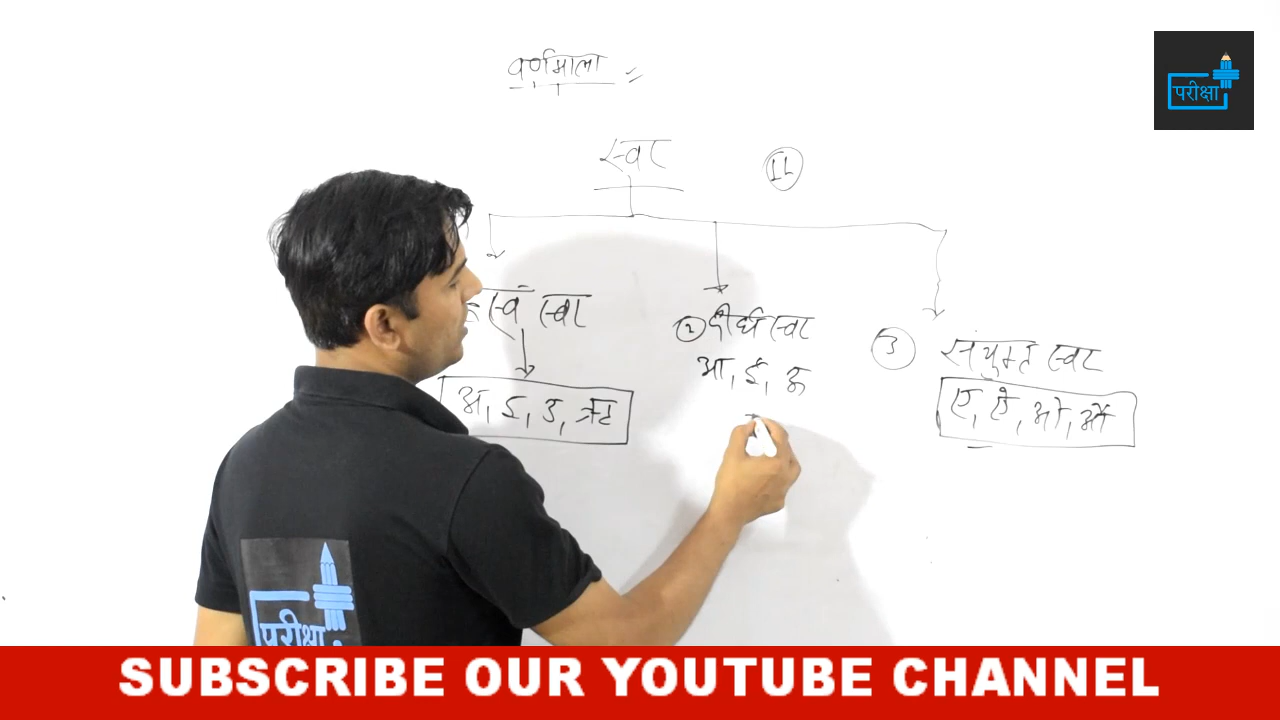 वर्णमाला =
परीक्षा
स्वर
11
स्व स्वर
② दीर्घ स्वर
3
संयुक्त स्वर
आ, ई, ऊ
अ, इ, उ, ऋ
ए, ऐ, ओ, औ
परीक्षा
SUBSCRIBE OUR YOUTUBE CHANNEL